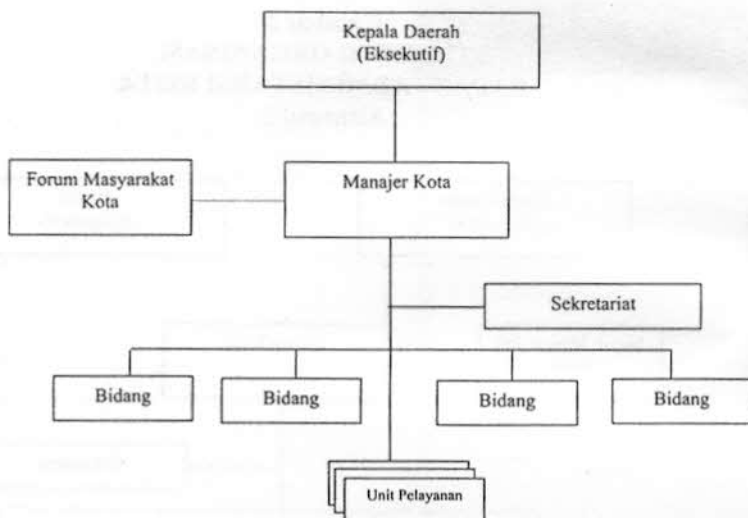 Kepala Daerah
(Eksekutif)
Forum Masyarakat
Kota
Manajer Kota
Sekretariat
Bidang
Bidang
Bidang
Bidang
Unit Pelayanan